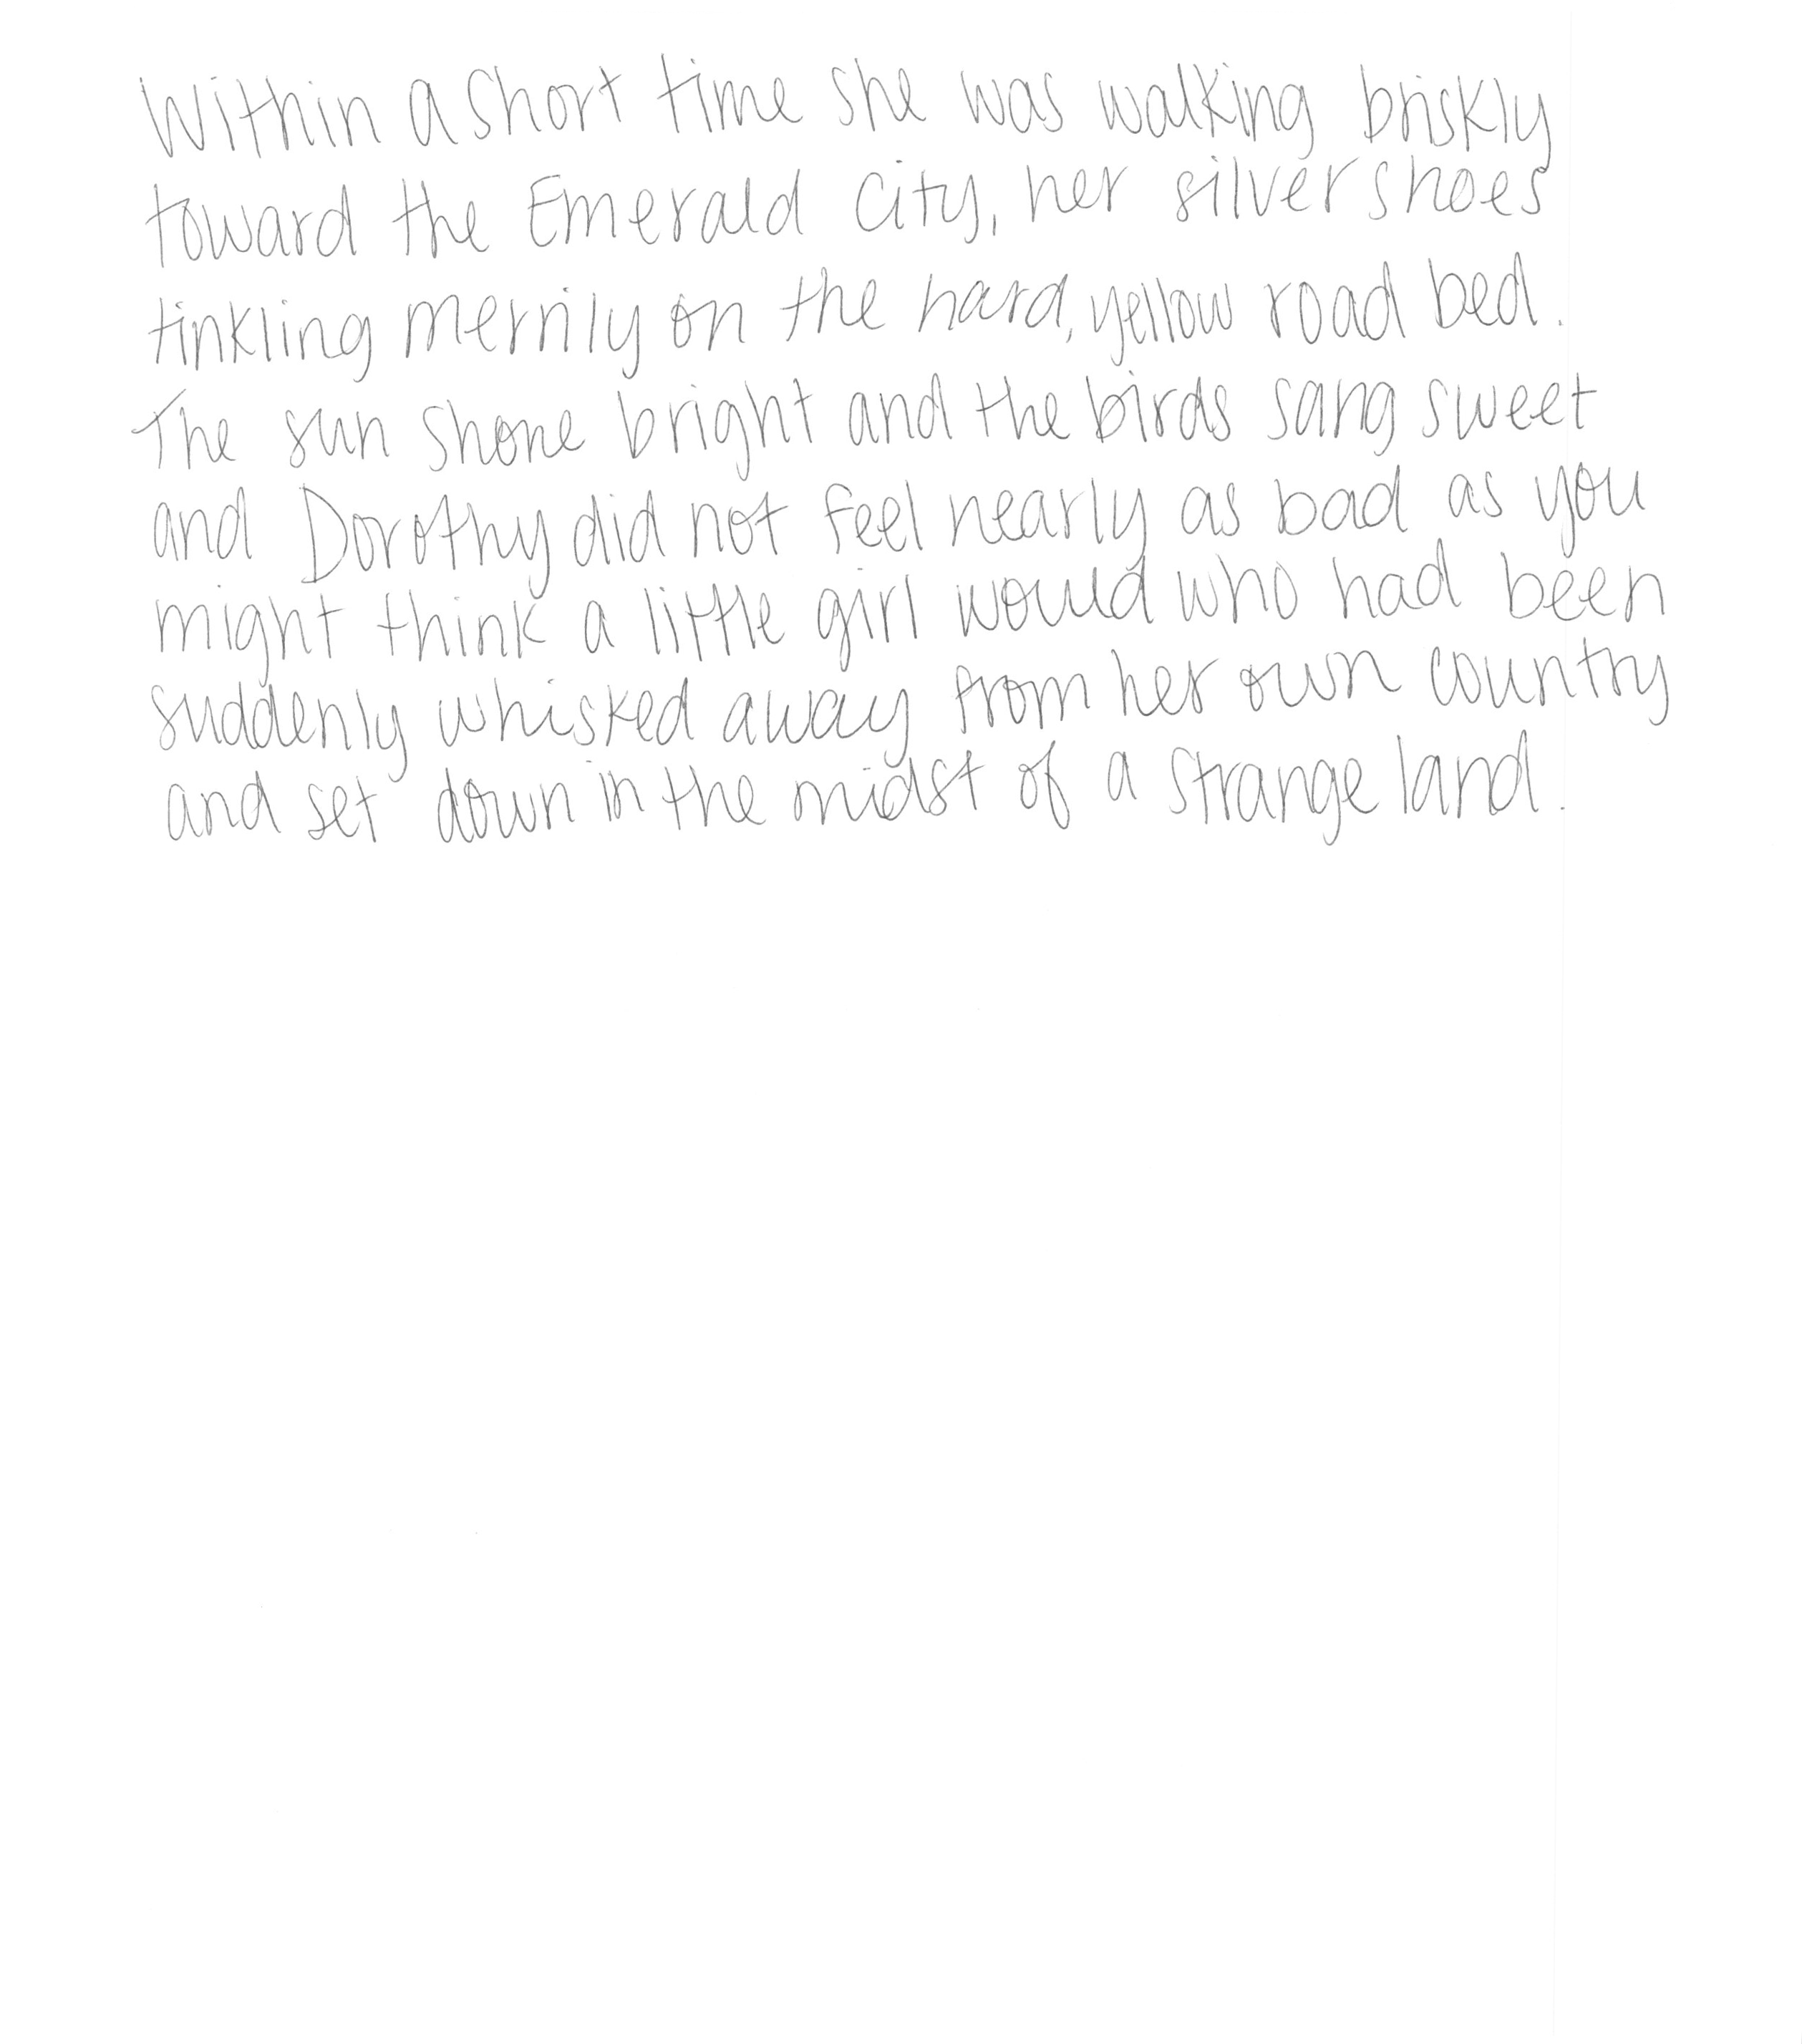 Within a short time she was walking briskly
toward the Emerald City, her silver shoes
tinkling merrily on the hard, yellow road bed.
The sun shone bright and the birds sang sweet
and Dorothy did not feel nearly as bad as you
might think a little girl would who had been
suddenly whisked away from her own country
and set down in the midst of a strange land.